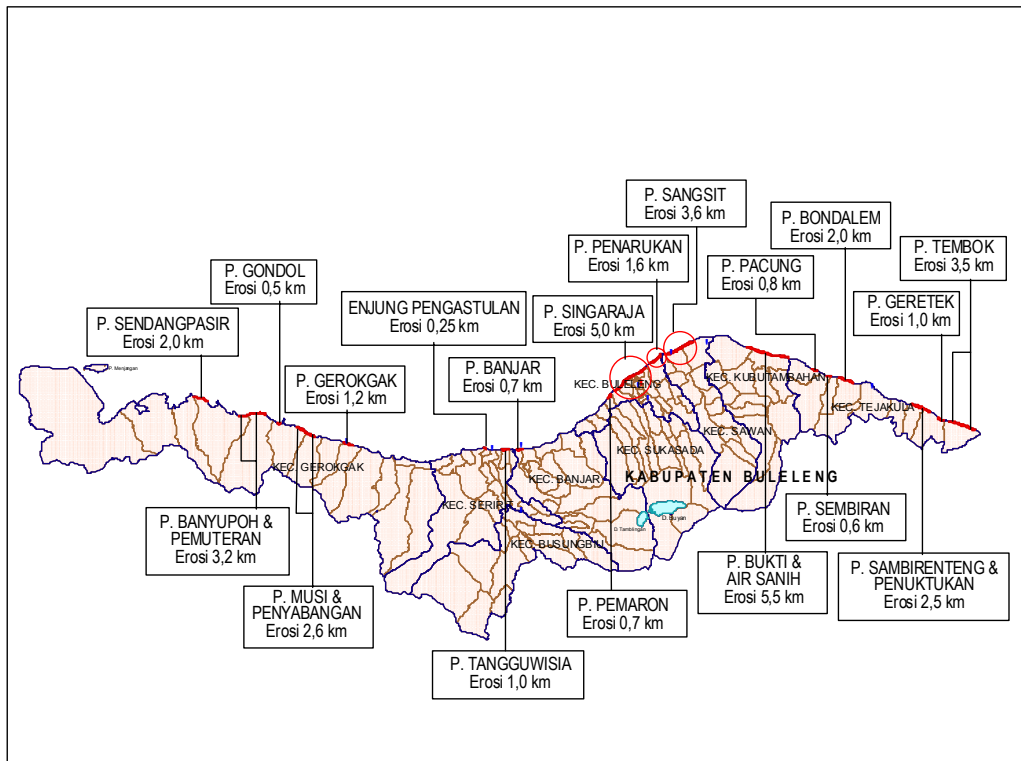 P. SANGSIT
Erosi 3,6 km
P. BONDALEM
Erosi 2,0 km
P. PENARUKAN
Erosi 1,6 km
P. TEMBOK
Erosi 3,5 km
P. PACUNG
Erosi 0,8 km
P. GONDOL
Erosi 0,5 km
ENJUNG PENGASTULAN
Erosi 0,25 km
P. SINGARAJA
Erosi 5,0 km
P. GERETEK
Erosi 1,0 km
P. SENDANGPASIR
Erosi 2,0 km
P. BANJAR
Erosi 0,7 km
P. GEROKGAK
Erosi 1,2 km
P. Menjangan
KEC. BULELENG
KEC. KUBUTAMBAHAN
KEC. TEJAKULA
KEC. SAWAN
KEC. SUKASADA
KEC. GEROKGAK
KEC. BANJAR
KABUPATEN BULELENG
KEC. SERIRIT
D. Buyan
D. Tamblingan
KEC. BUSUNGBIU
P. BANYUPOH &
PEMUTERAN
Erosi 3,2 km
P. SEMBIRAN
Erosi 0,6 km
P. BUKTI &
AIR SANIH
Erosi 5,5 km
P. SAMBIRENTENG &
PENUKTUKAN
Erosi 2,5 km
P. MUSI &
PENYABANGAN
Erosi 2,6 km
P. PEMARON
Erosi 0,7 km
P. TANGGUWISIA
Erosi 1,0 km